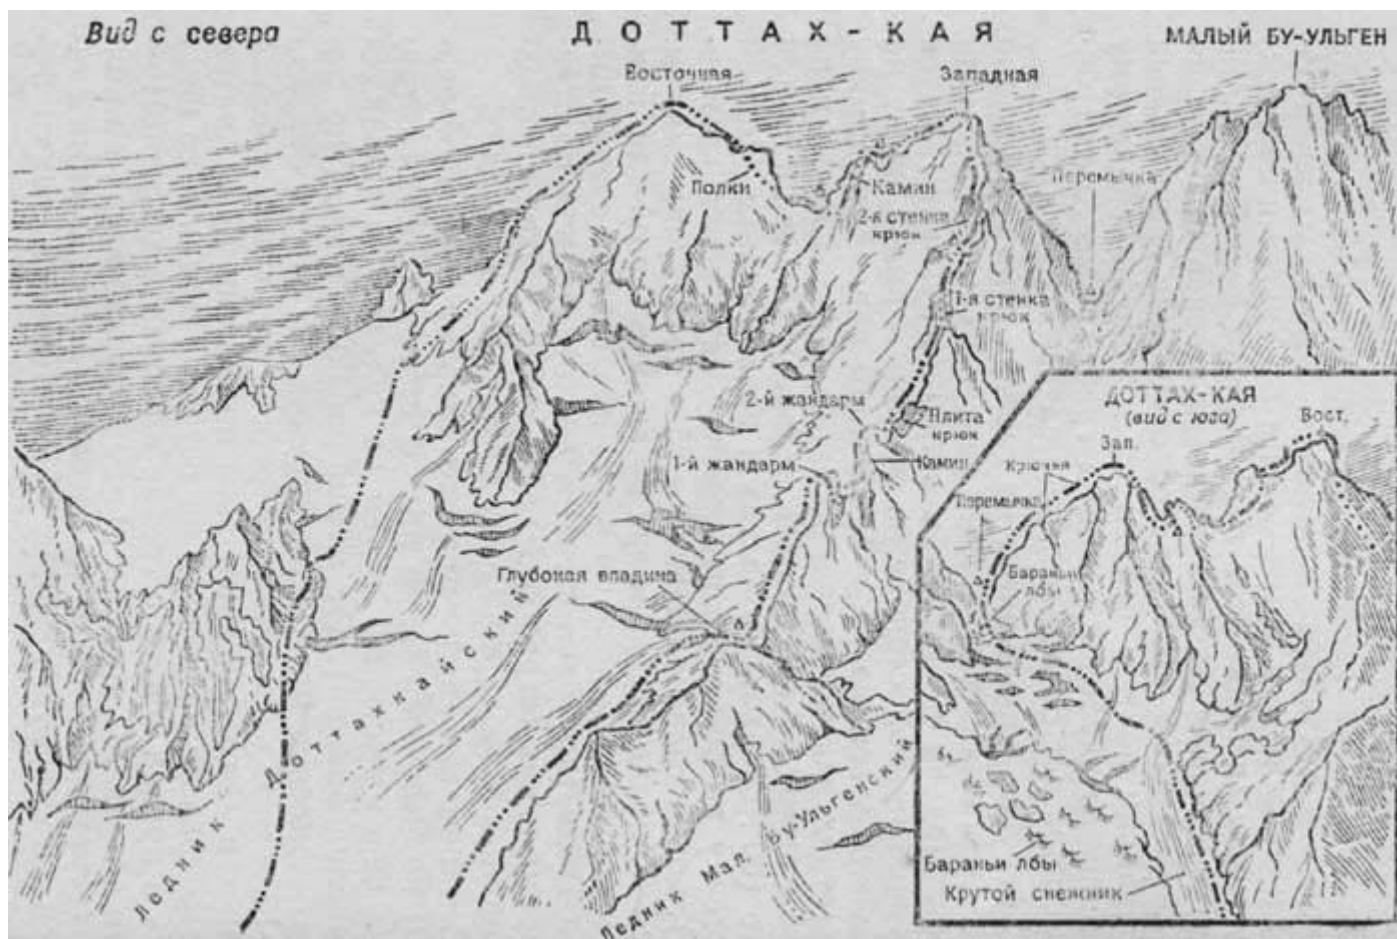 Вид с севера
ДОТТАХ-КАЯ
МАЛЫЙ БУ-УЛЬГЕН
Восточная
Западная
Полки
Камин
Перемычка
2-я стенка
крюк
1-я стенка
крюк
2-й жандарм
Плита
крюк
1-й жандарм
Камин
Глубокая впадина
Ледник Доттахкайский
Ледник Мал. Бу-Ульгенский
ДОТТАХ-КАЯ
(вид с юга)
Вост.
Зап.
Крючья
Перемычка
Бараньи
лбы
Бараньи лбы
Крутой снежник